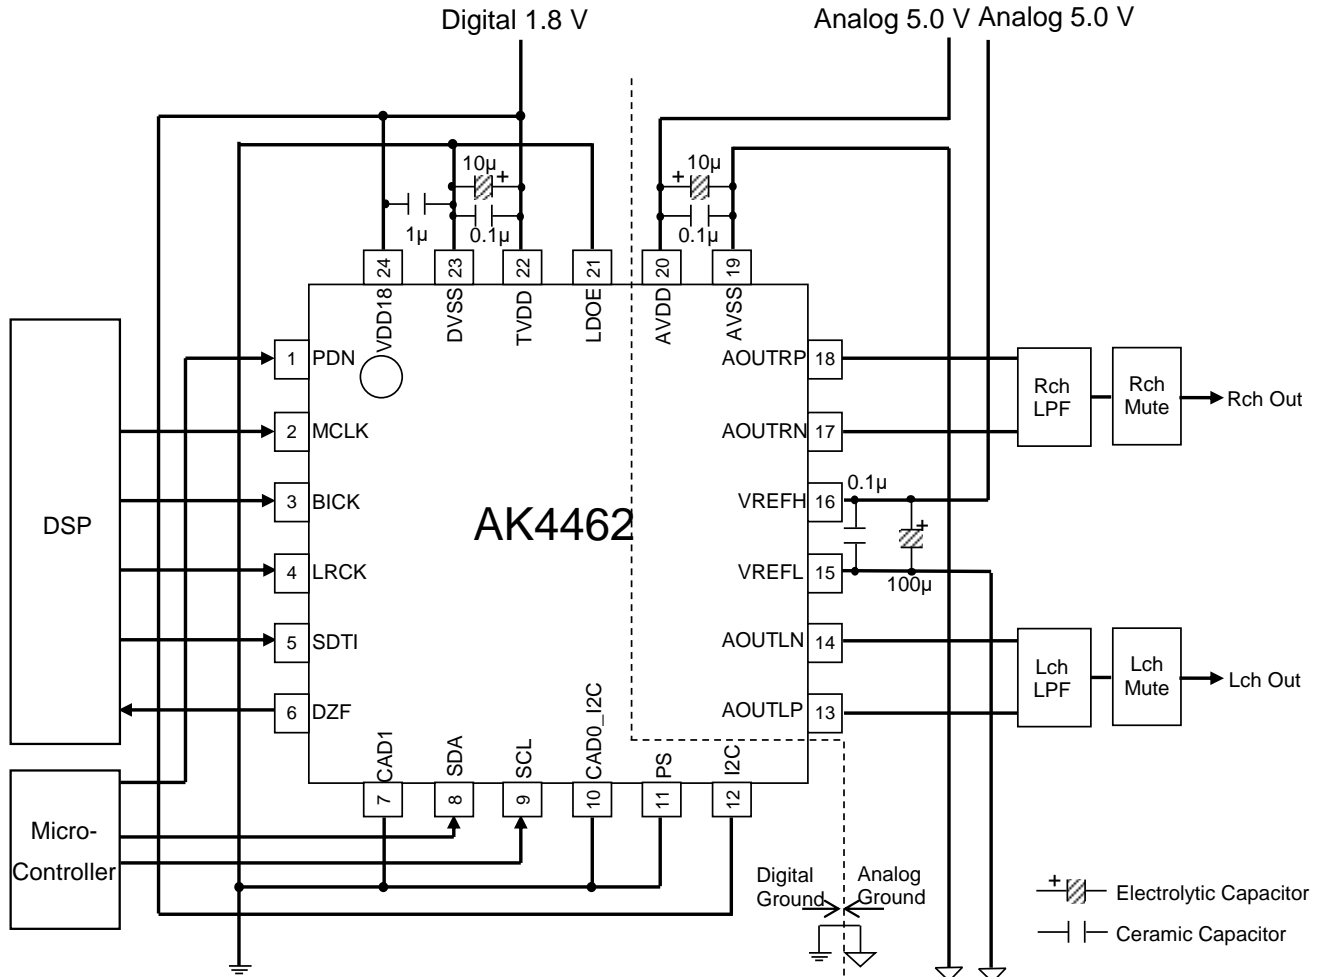 Digital 1.8 V
Analog 5.0 V Analog 5.0 V
10µ
+
1µ
0.1µ
10µ
+
0.1µ
24
23
22
21
20
19
VDD18
DVSS
TVDD
LDOE
AVDD
AVSS
1 PDN
2 MCLK
3 BICK
4 LRCK
5 SDTI
6 DZF
DSP
AK4462
AOUTRP 18
AOUTRN 17
VREFH 16
VREFL 15
AOUTLN 14
AOUTLP 13
0.1µ
+
100µ
Rch
LPF
Rch
Mute
Rch Out
Lch
LPF
Lch
Mute
Lch Out
CAD1
SDA
SCL
CAD0_I2C
PS
I2C
7
8
9
10
11
12
Micro-
Controller
Digital
Ground
Analog
Ground
+
Electrolytic Capacitor
Ceramic Capacitor